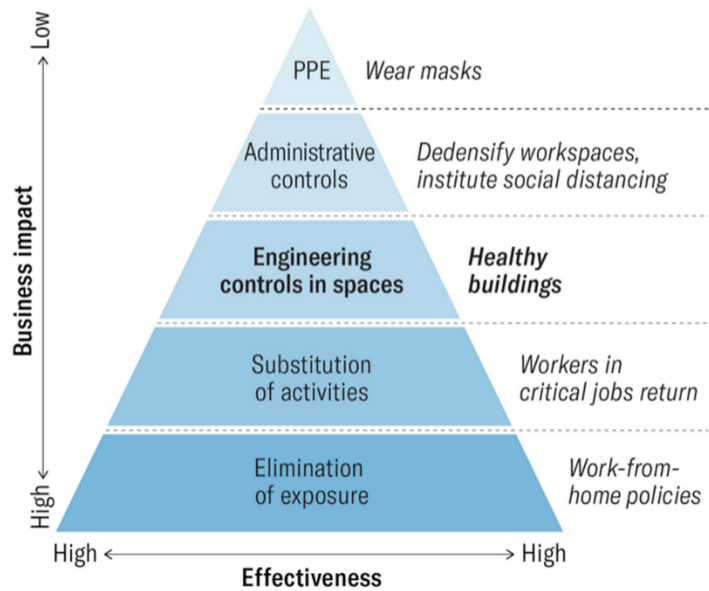 Low
PPE
Wear masks
Administrative
controls
Dedensify workspaces,
institute social distancing
Business impact
Engineering
controls in spaces
Healthy
buildings
Substitution
of activities
Workers in
critical jobs return
Elimination
of exposure
Work-from-
home policies
High
High
High
Effectiveness